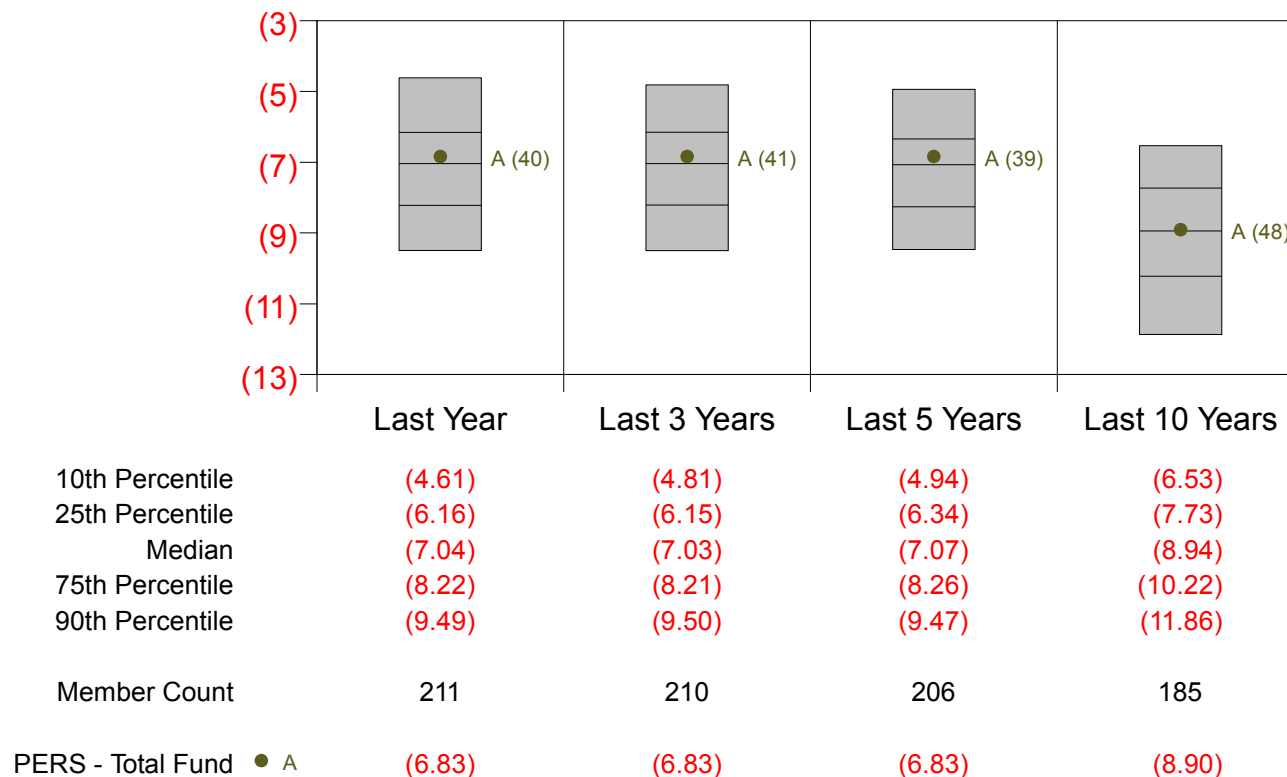 (3)
(5)
(7)
(9)
(11)
(13)
A (40)
A (41)
A (39)
A (48)
Last Year Last 3 Years Last 5 Years Last 10 Years
10th Percentile (4.61) (4.81) (4.94) (6.53)
25th Percentile (6.16) (6.15) (6.34) (7.73)
Median (7.04) (7.03) (7.07) (8.94)
75th Percentile (8.22) (8.21) (8.26) (10.22)
90th Percentile (9.49) (9.50) (9.47) (11.86)
Member Count 211 210 206 185
PERS - Total Fund A (6.83) (6.83) (6.83) (8.90)